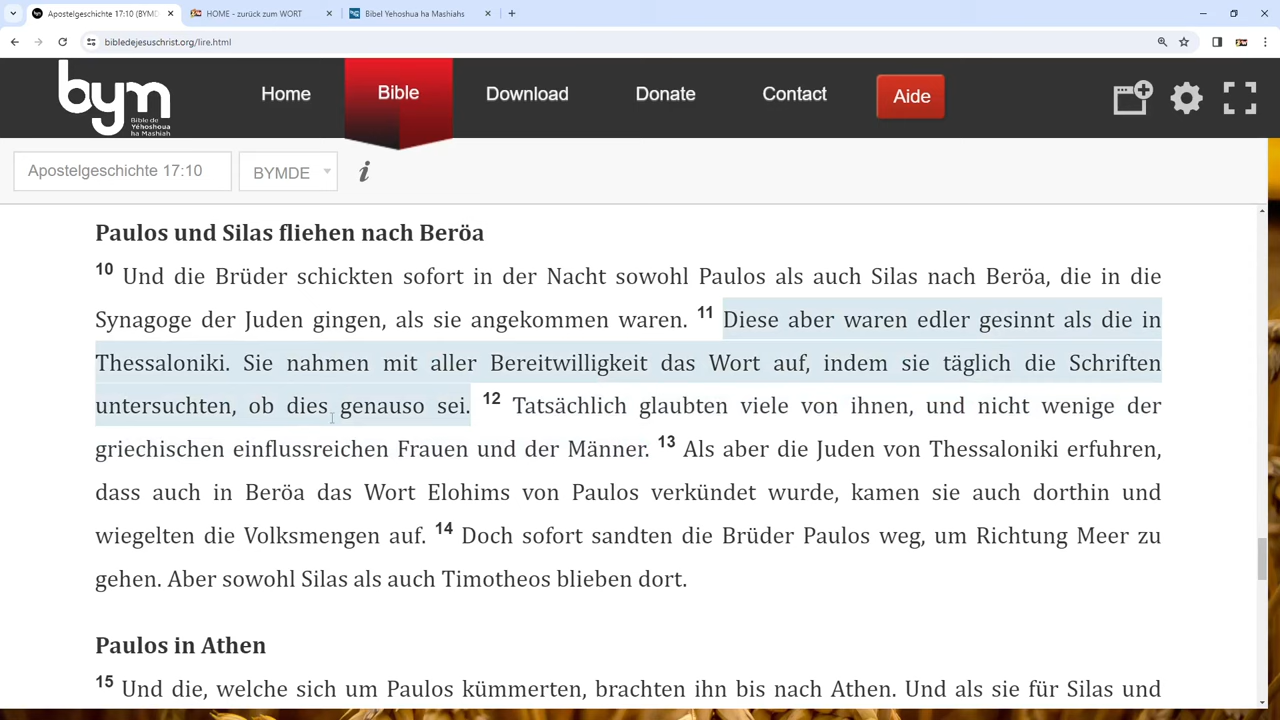 Apostelgeschichte 17:10 (BYMD
HOME - zurück zum WORT
Bibel Yehoshua ha Mashiahs
bibledejesuschrist.org/lire.html
bym
Bible de
Yéhoshoua
ha Mashiah
Home
Bible
Download
Donate
Contact
Aide
Apostelgeschichte 17:10
BYMDE
i
Paulos und Silas fliehen nach Beröa
10 Und die Brüder schickten sofort in der Nacht sowohl Paulos als auch Silas nach Beröa, die in die
Synagoge der Juden gingen, als sie angekommen waren. 11 Diese aber waren edler gesinnt als die in
Thessaloniki. Sie nahmen mit aller Bereitwilligkeit das Wort auf, indem sie täglich die Schriften
untersuchten, ob dies genauso sei. 12 Tatsächlich glaubten viele von ihnen, und nicht wenige der
griechischen einflussreichen Frauen und der Männer. 13 Als aber die Juden von Thessaloniki erfuhren,
dass auch in Beröa das Wort Elohims von Paulos verkündet wurde, kamen sie auch dorthin und
wiegelten die Volksmengen auf. 14 Doch sofort sandten die Brüder Paulos weg, um Richtung Meer zu
gehen. Aber sowohl Silas als auch Timotheos blieben dort.
Paulos in Athen
15 Und die, welche sich um Paulos kümmerten, brachten ihn bis nach Athen. Und als sie für Silas und